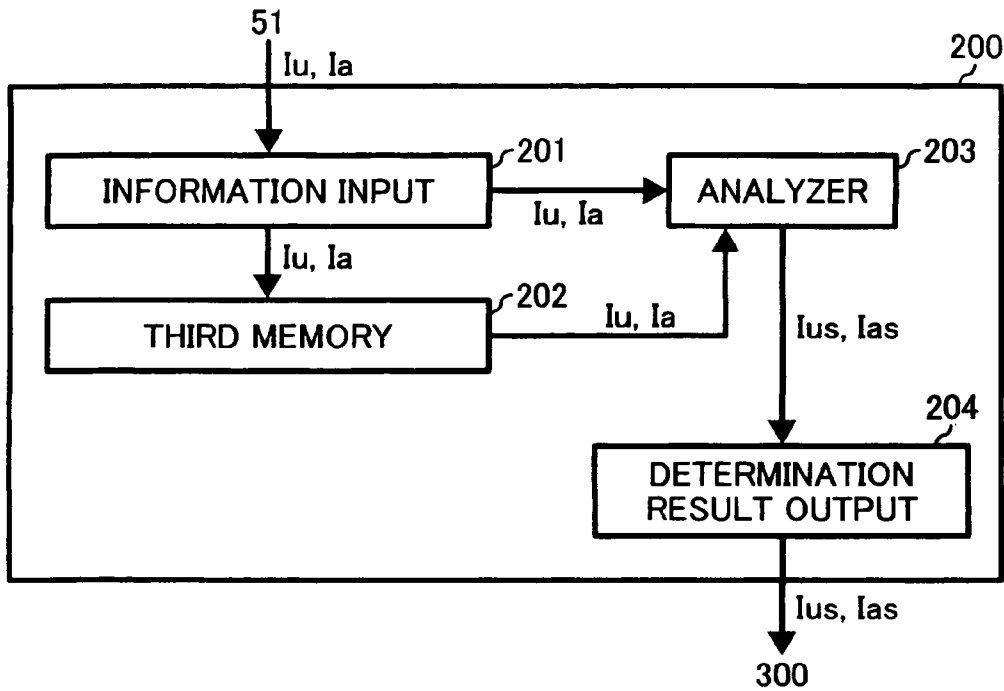 51
Iu, Ia
200
201
INFORMATION INPUT
203
ANALYZER
Iu, Ia
Iu, Ia
202
THIRD MEMORY
Iu, Ia
Ius, Ias
204
DETERMINATION
RESULT OUTPUT
Ius, Ias
300